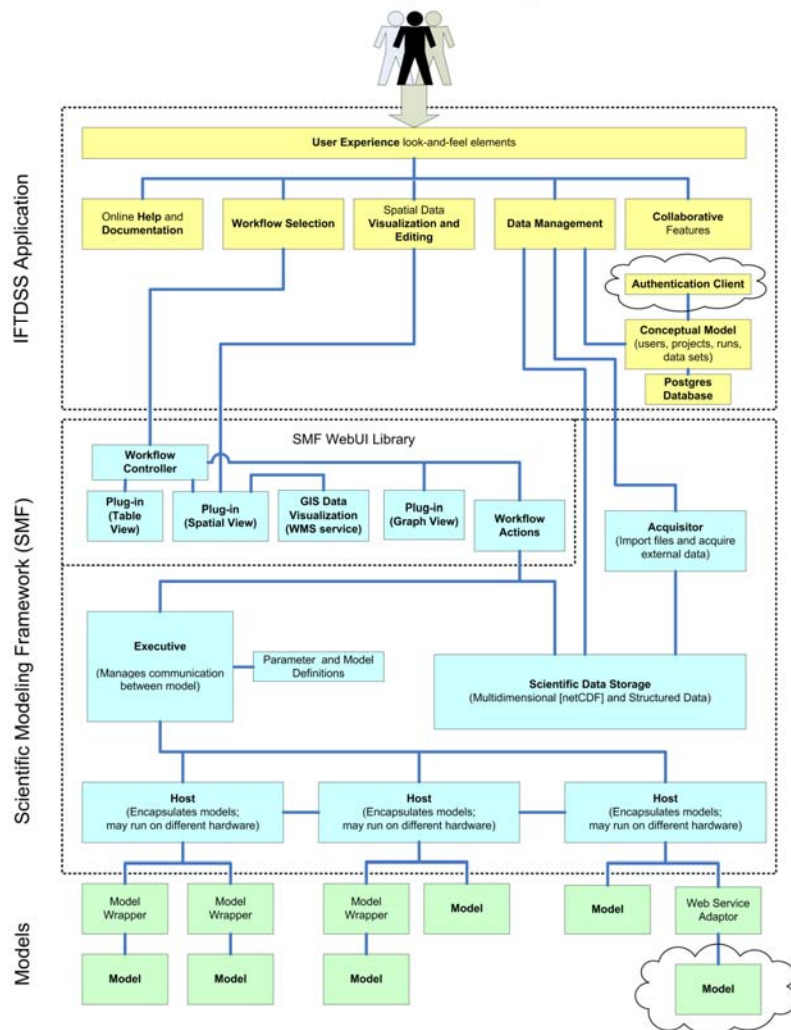 User Experience look-and-feel elements
IFTDSS Application
Online Help and
Documentation
Workflow Selection
Spatial Data
Visualization and
Editing
Data Management
Collaborative
Features
Authentication Client
Conceptual Model
(users, projects, runs,
data sets)
Postgres
Database
Scientific Modeling Framework (SMF)
SMF WebUI Library
Workflow
Controller
Plug-in
(Table
View)
Plug-in
(Spatial View)
GIS Data
Visualization
(WMS service)
Plug-in
(Graph View)
Workflow
Actions
Acquisitor
(Import files and acquire
external data)
Executive
(Manages communication
between model)
Parameter and Model
Definitions
Scientific Data Storage
(Multidimensional [netCDF] and Structured Data)
Host
(Encapsulates models;
may run on different hardware)
Host
(Encapsulates models;
may run on different hardware)
Host
(Encapsulates models;
may run on different hardware)
Models
Model
Wrapper
Model
Wrapper
Model
Wrapper
Model
Model
Web Service
Adaptor
Model
Model
Model
Model